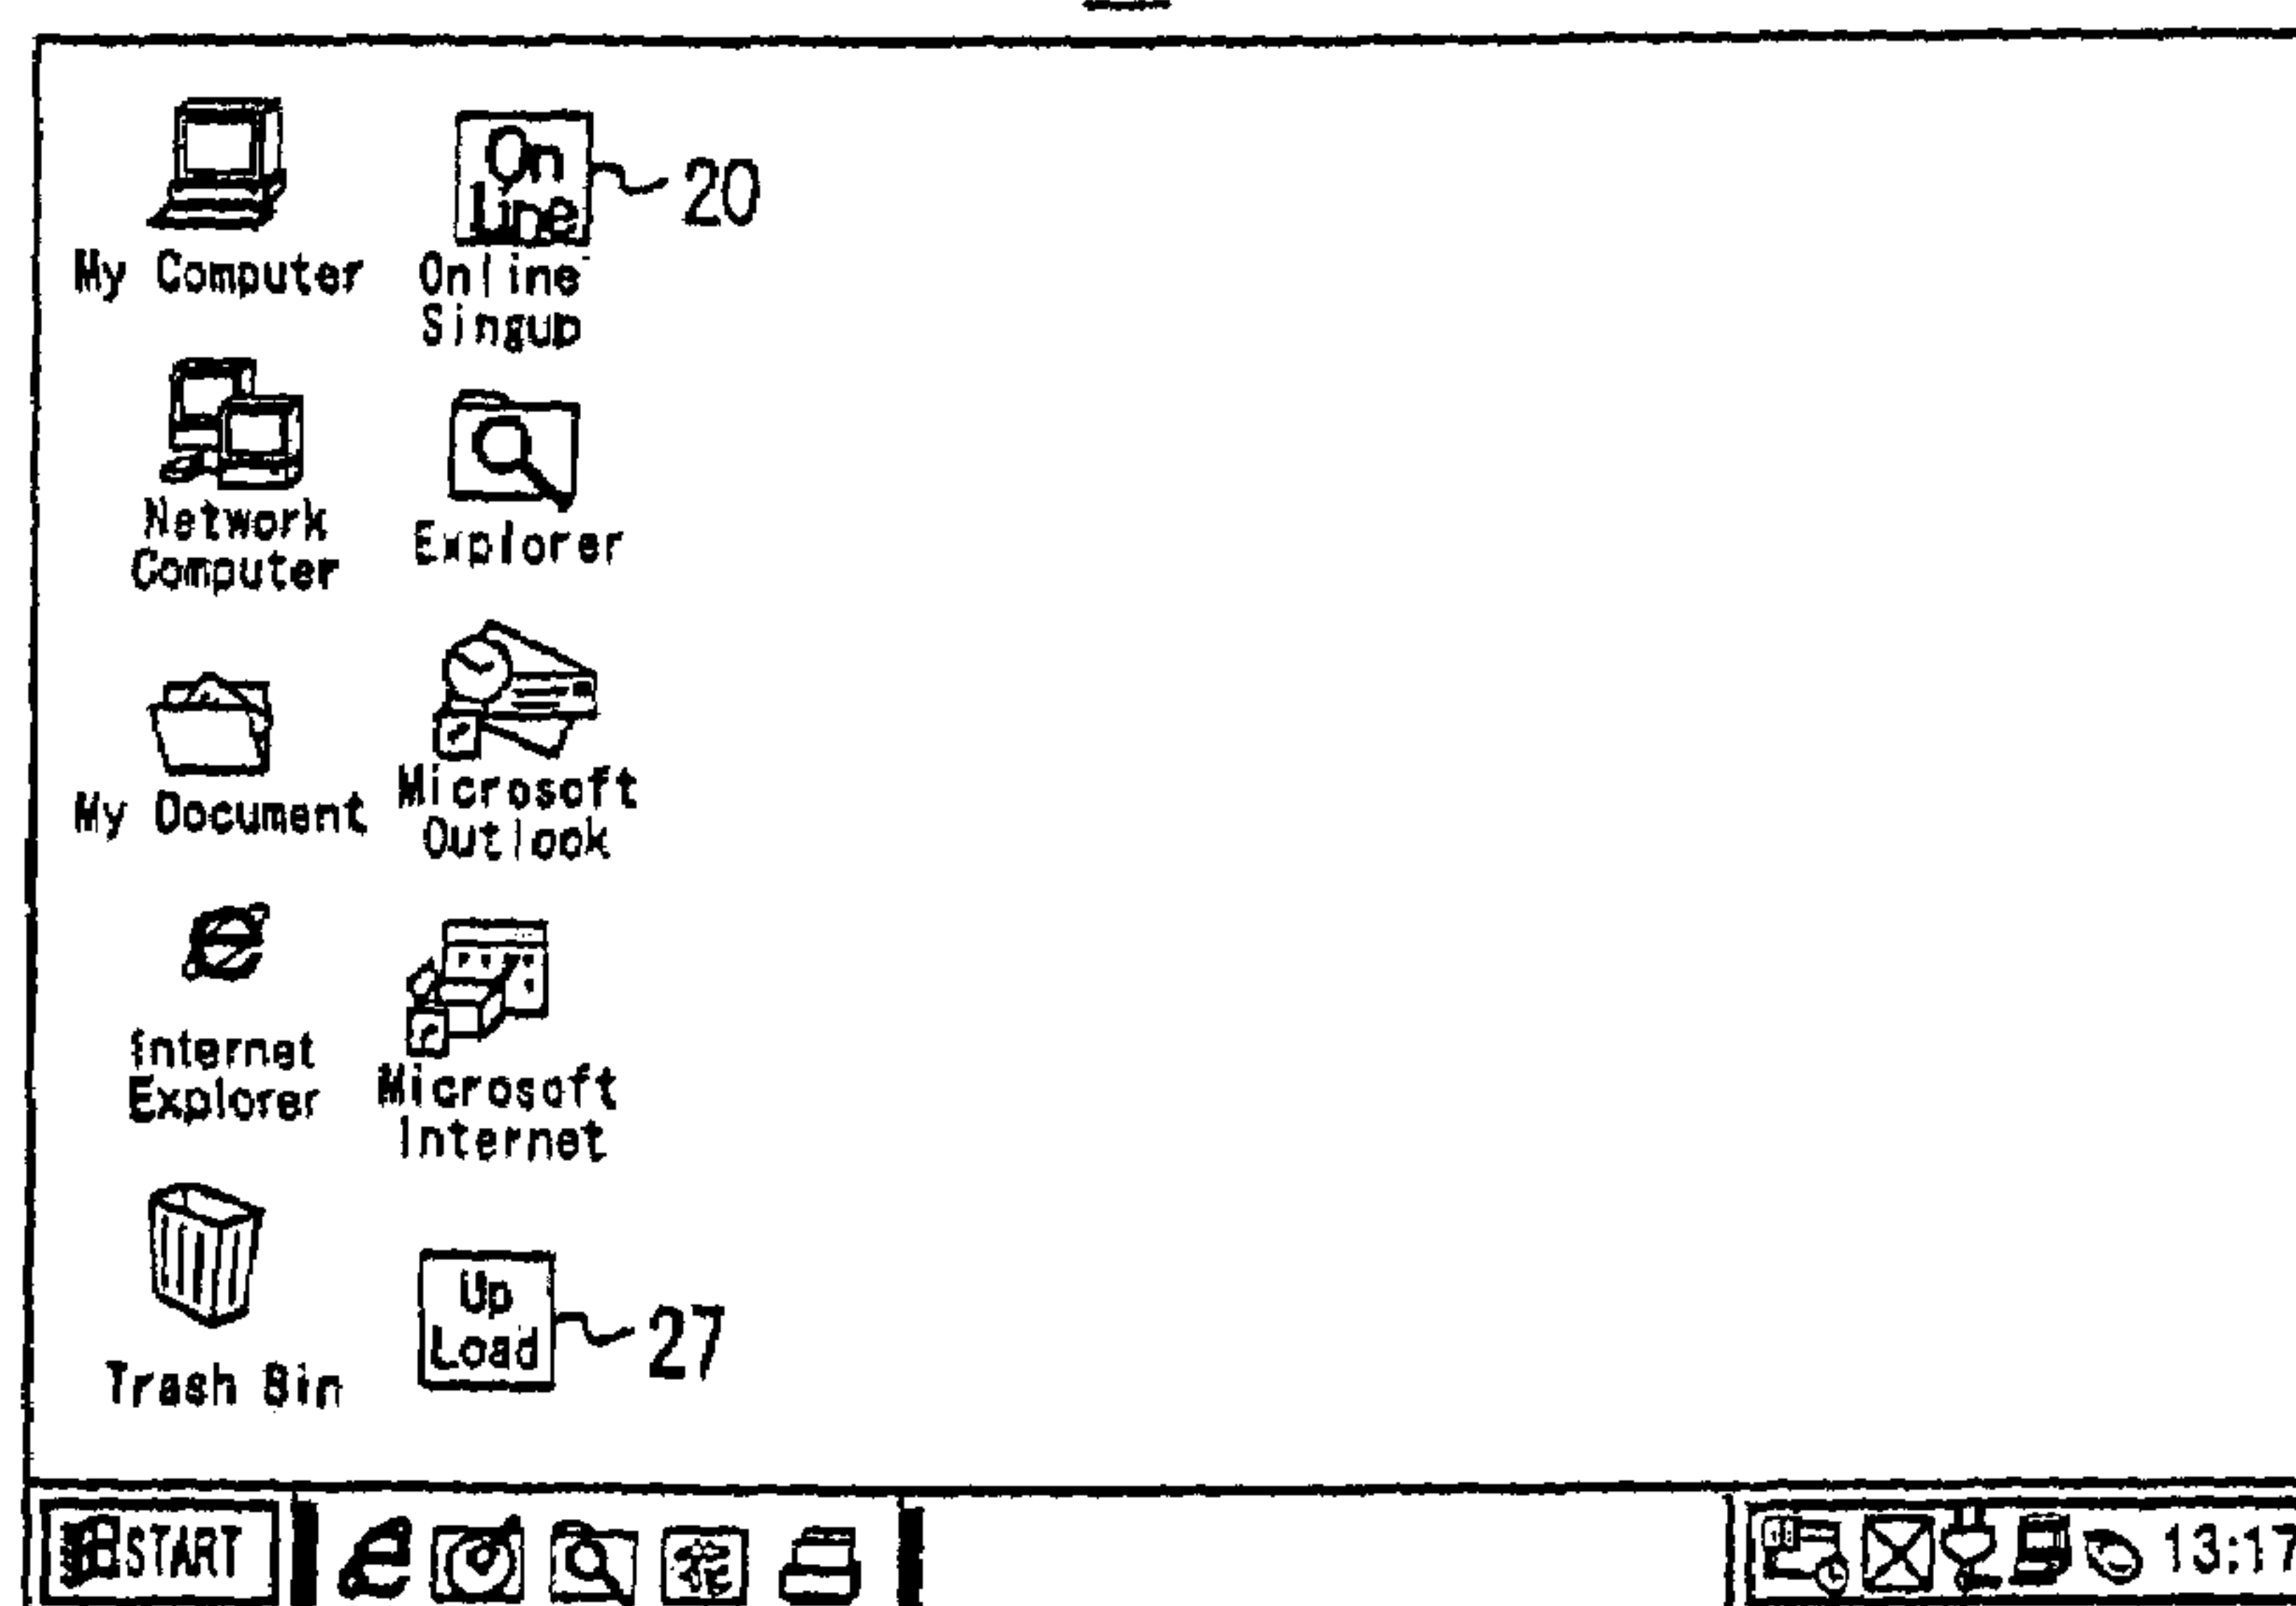 On
Line
20
My Computer
Online
Singup
Network
Computer
Explorer
My Document
Microsoft
Outlook
Internet
Explorer
Microsoft
Internet
Trash Bin
Up
Load
27
START
13:17